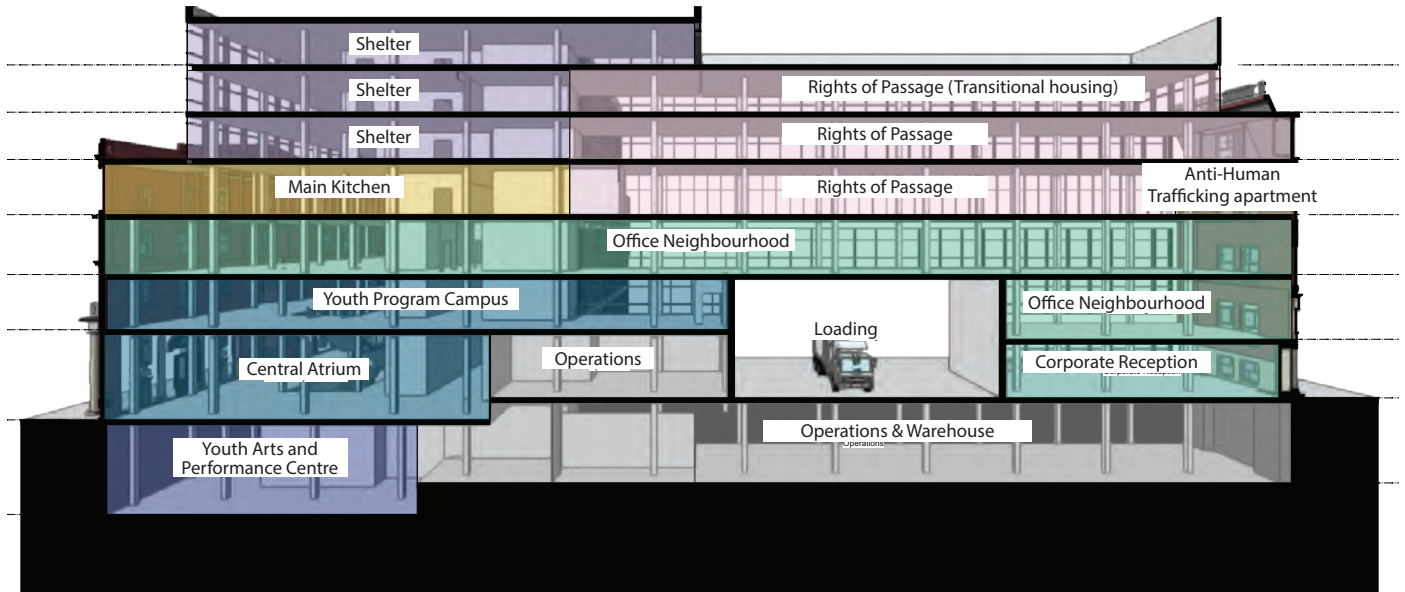 Shelter
Shelter
Rights of Passage (Transitional housing)
Shelter
Rights of Passage
Main Kitchen
Rights of Passage
Anti-Human
Trafficking apartment
Office Neighbourhood
Youth Program Campus
Office Neighbourhood
Loading
Central Atrium
Operations
Corporate Reception
Operations & Warehouse
Operations
Youth Arts and
Performance Centre